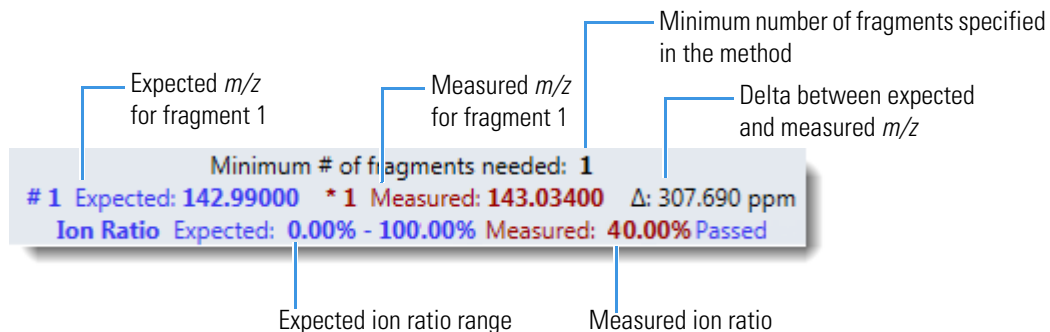 Minimum number of fragments specified
in the method
Expected m/z
for fragment 1
Measured m/z
for fragment 1
Delta between expected
and measured m/z
Minimum # of fragments needed: 1
# 1 Expected: 142.99000 * 1 Measured: 143.03400 Δ: 307.690 ppm
Ion Ratio Expected: 0.00% - 100.00% Measured: 40.00% Passed
Expected ion ratio range
Measured ion ratio